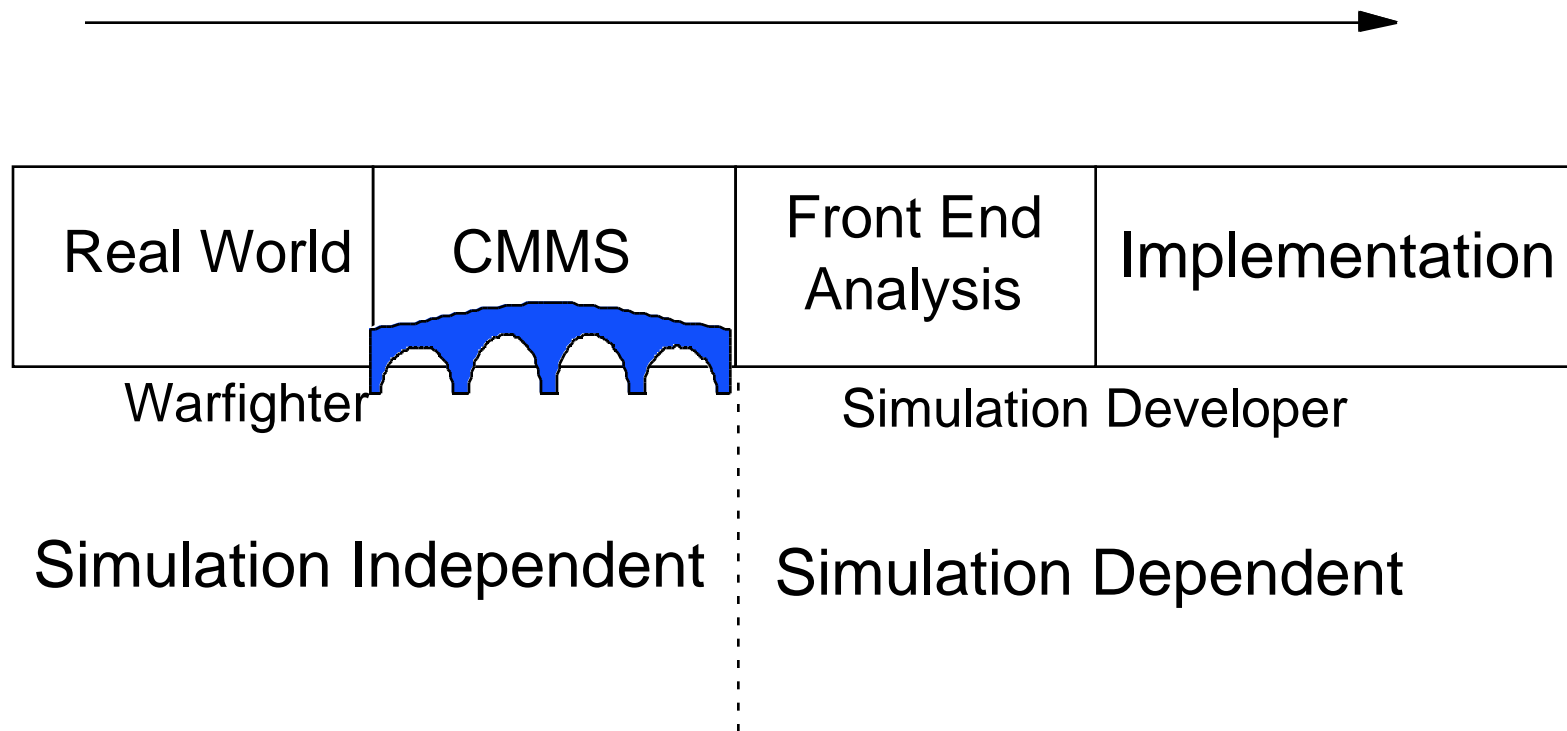 Real World
CMMS
Front End
Analysis
Implementation
Warfighter
Simulation Developer
Simulation Independent
Simulation Dependent